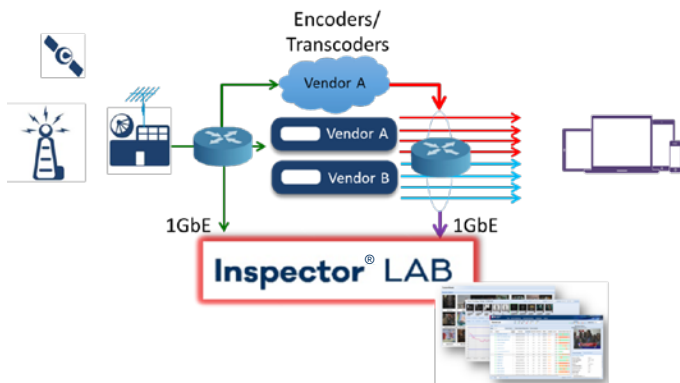 Encoders/
Transcoders
Vendor A
Vendor A
Vendor B
1GbE
1GbE
Inspector® LAB